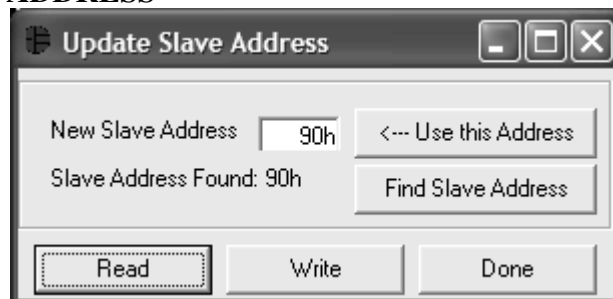 ADDRESS
Update Slave Address
New Slave Address 90h <--- Use this Address
Slave Address Found: 90h Find Slave Address
Read Write Done